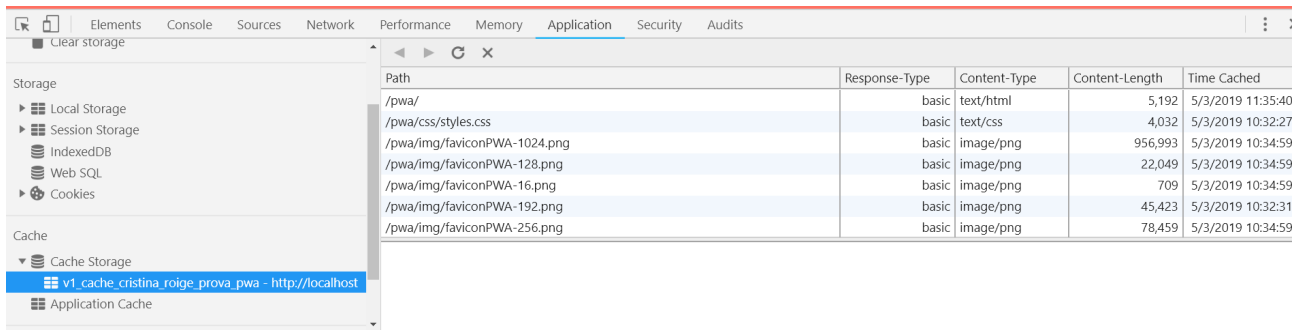 Elements Console Sources Network Performance Memory Application Security Audits
Clear storage
Storage
Local Storage
Session Storage
IndexedDB
Web SQL
Cookies
Cache
Cache Storage
v1_cache_cristina_roige_prova_pwa - http://localhost
Application Cache
Path Response-Type Content-Type Content-Length Time Cached
/pwa/ basic text/html 5,192 5/3/2019 11:35:40
/pwa/css/styles.css basic text/css 4,032 5/3/2019 10:32:27
/pwa/img/faviconPWA-1024.png basic image/png 956,993 5/3/2019 10:34:59
/pwa/img/faviconPWA-128.png basic image/png 22,049 5/3/2019 10:34:59
/pwa/img/faviconPWA-16.png basic image/png 709 5/3/2019 10:34:59
/pwa/img/faviconPWA-192.png basic image/png 45,423 5/3/2019 10:32:31
/pwa/img/faviconPWA-256.png basic image/png 78,459 5/3/2019 10:34:59